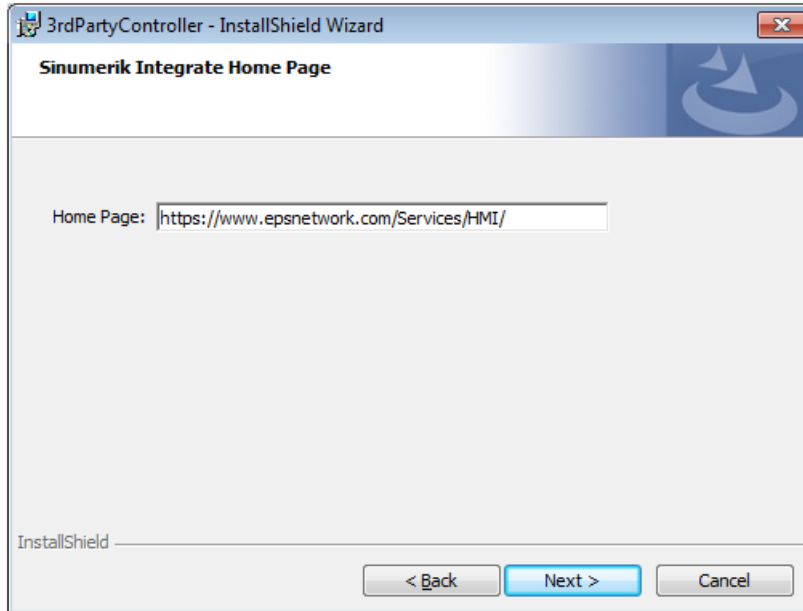 3rdPartyController - InstallShield Wizard
Sinumerik Integrate Home Page
Home Page: https://www.epsnetwork.com/Services/HMI/
InstallShield
< Back Next > Cancel